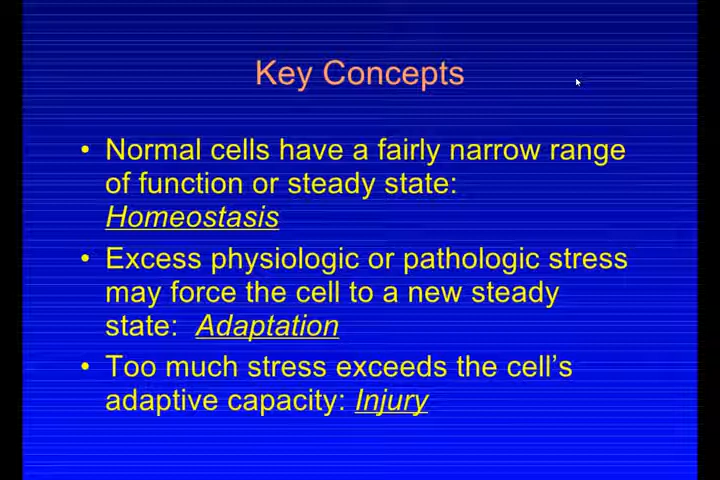 Key Concepts
• Normal cells have a fairly narrow range
of function or steady state:
Homeostasis
• Excess physiologic or pathologic stress
may force the cell to a new steady
state: Adaptation
• Too much stress exceeds the cell's
adaptive capacity: Injury